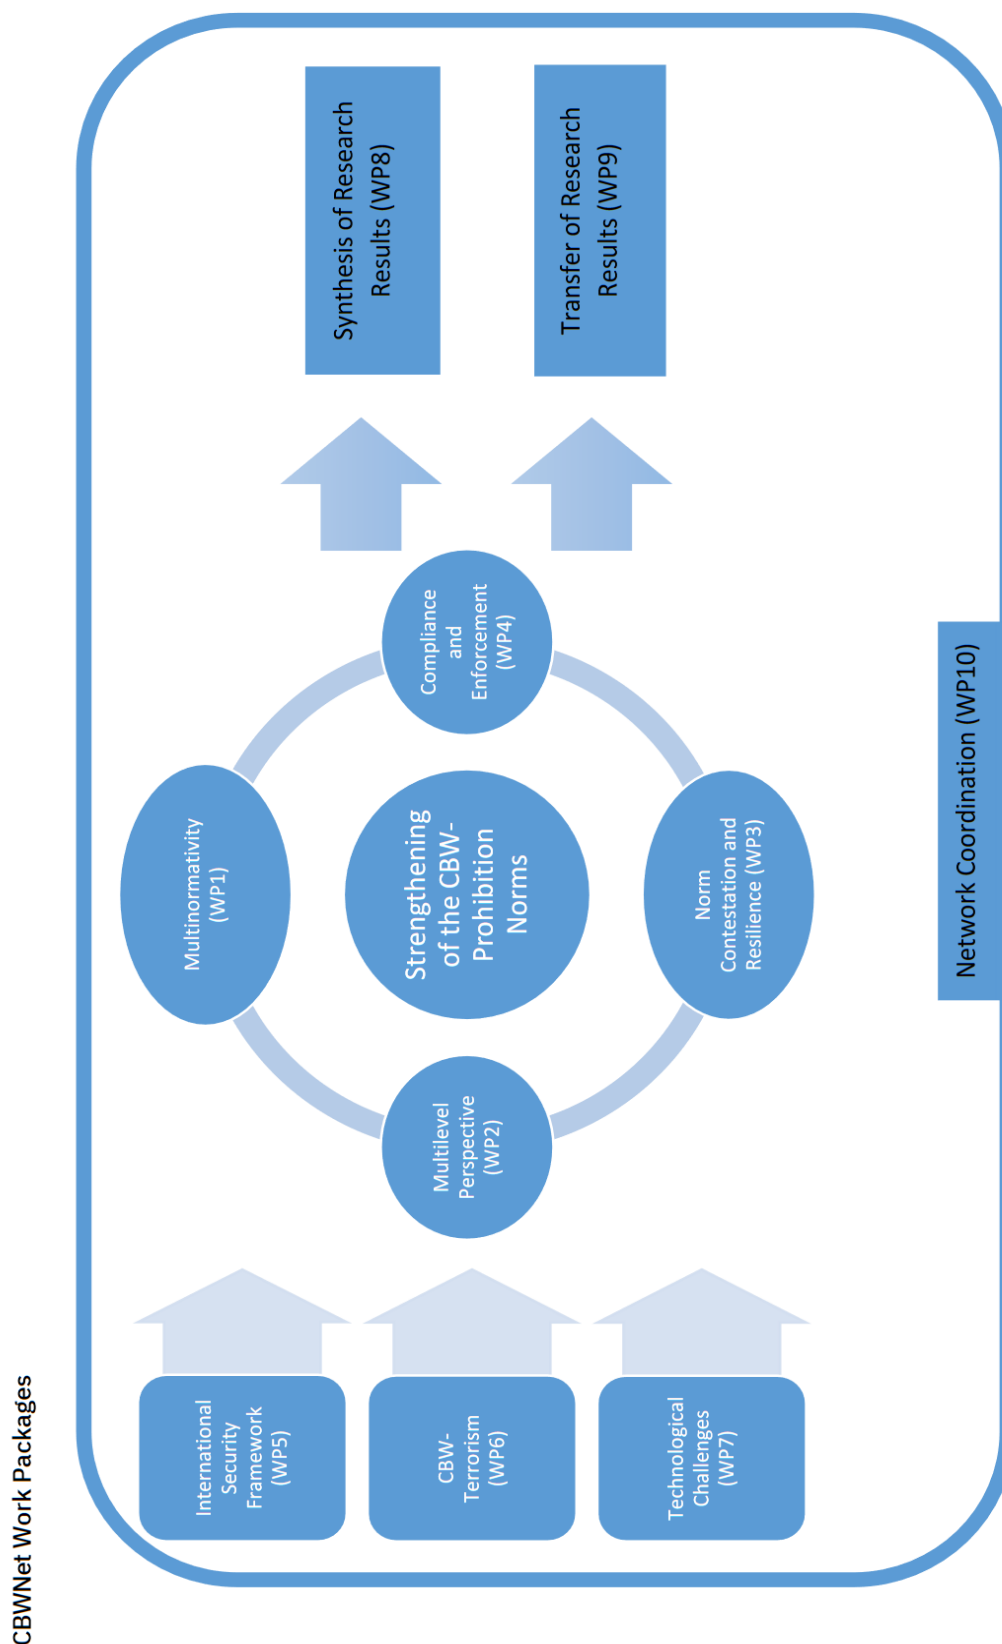 CBWNet Work Packages
International
Security
Framework
(WP5)
CBW-
Terrorism
(WP6)
Technological
Challenges
(WP7)
Multinormativity
(WP1)
Multilevel
Perspective
(WP2)
Strengthening
of the CBW-
Prohibition
Norms
Compliance
and
Enforcement
(WP4)
Norm
Contestation and
Resilience (WP3)
Synthesis of Research
Results (WP8)
Transfer of Research
Results (WP9)
Network Coordination (WP10)